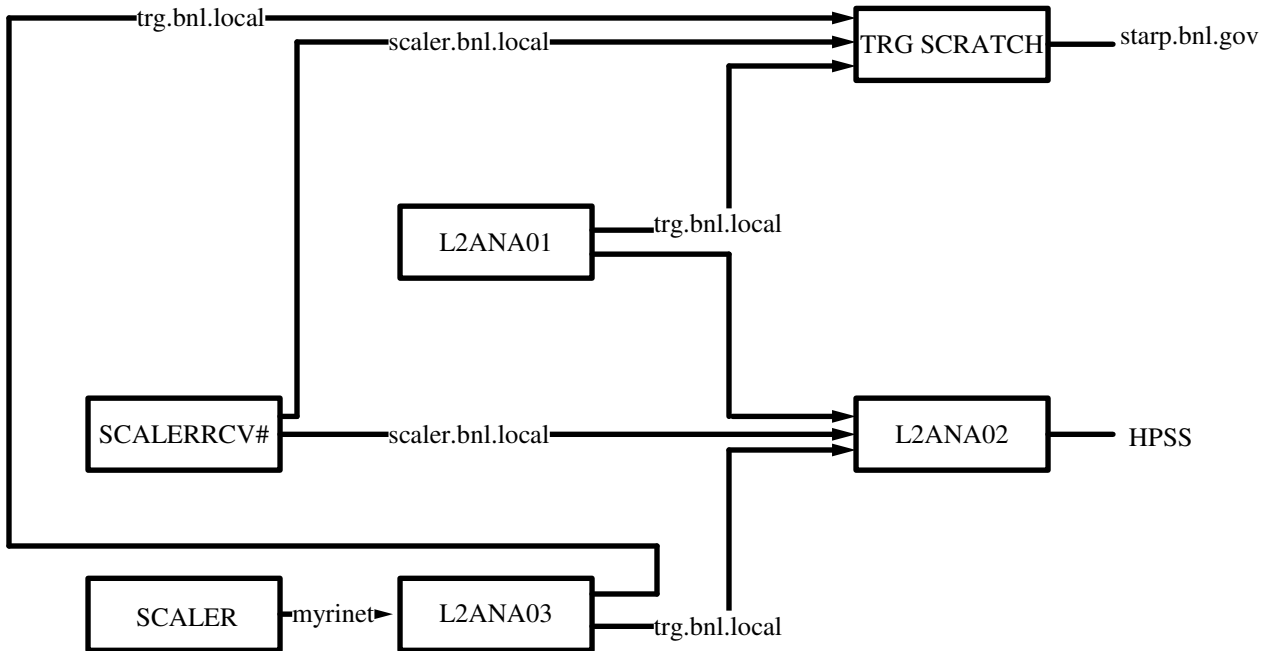 trg.bnl.local
scaler.bnl.local
TRG SCRATCH
starp.bnl.gov
L2ANA01
trg.bnl.local
SCALERRCV#
scaler.bnl.local
L2ANA02
HPSS
SCALER
myrinet
L2ANA03
trg.bnl.local